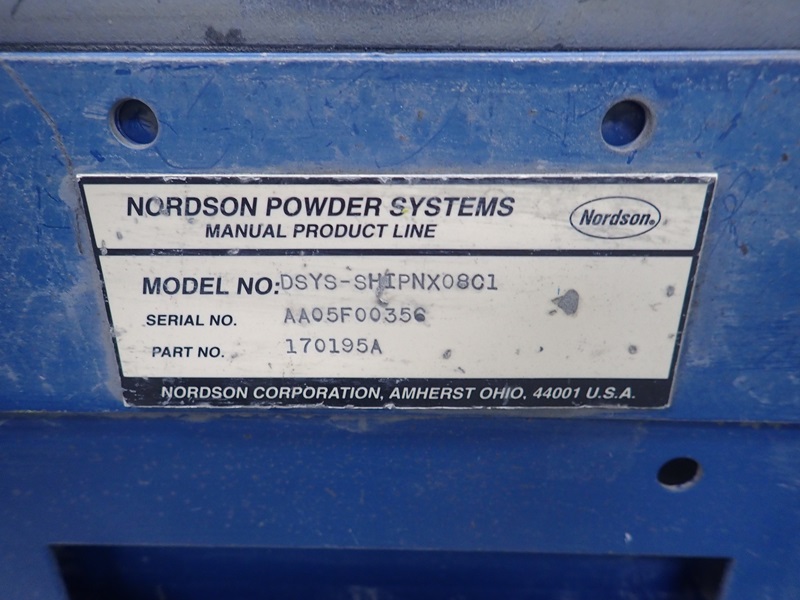 NORDSON POWDER SYSTEMS
MANUAL PRODUCT LINE
Nordson®
MODEL NO: DSYS-SHIPNX08C1
SERIAL NO. AA05F00356
PART NO. 170195A
NORDSON CORPORATION, AMHERST OHIO, 44001 U.S.A.